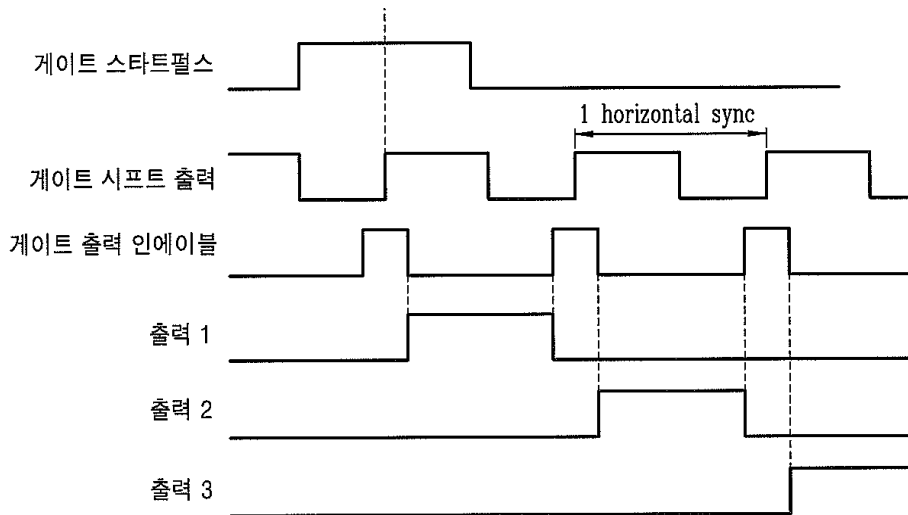 게이트 스타트펄스
1 horizontal sync
게이트 시프트 출력
게이트 출력 인에이블
출력 1
출력 2
출력 3